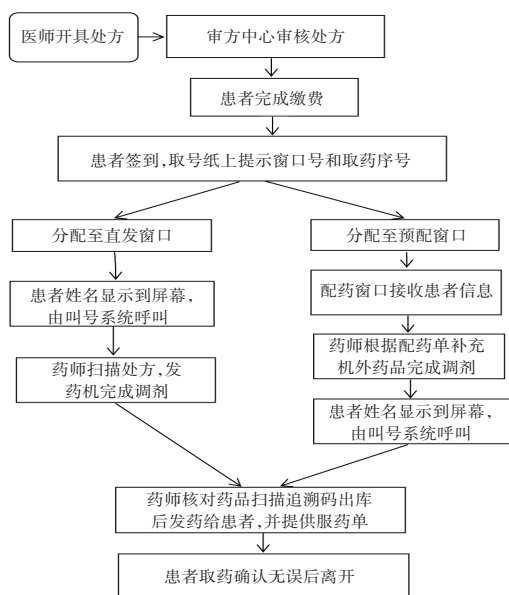 医师开具处方
审方中心审核处方
患者完成缴费
患者签到,取号纸上提示窗口号和取药序号
分配至直发窗口
患者姓名显示到屏幕,
由叫号系统呼叫
药师扫描处方,发
药机完成调剂
分配至预配窗口
配药窗口接收患者信息
药师根据配药单补充
机外药品完成调剂
患者姓名显示到屏幕,
由叫号系统呼叫
药师核对药品扫描追溯码出库
后发药给患者,并提供服药单
患者取药确认无误后离开